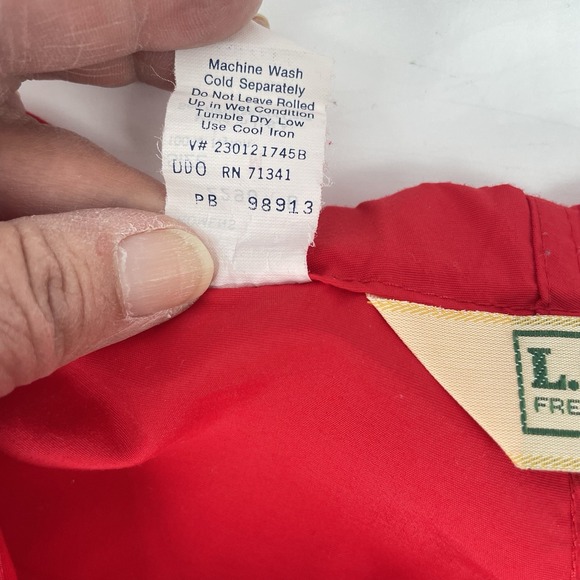 Machine Wash
Cold Separately
Do Not Leave Rolled
Up in Wet Condition
Tumble Dry Low
Use Cool Iron
V# 230121745B
DDO RN 71341
PB 98913
L.
FRE